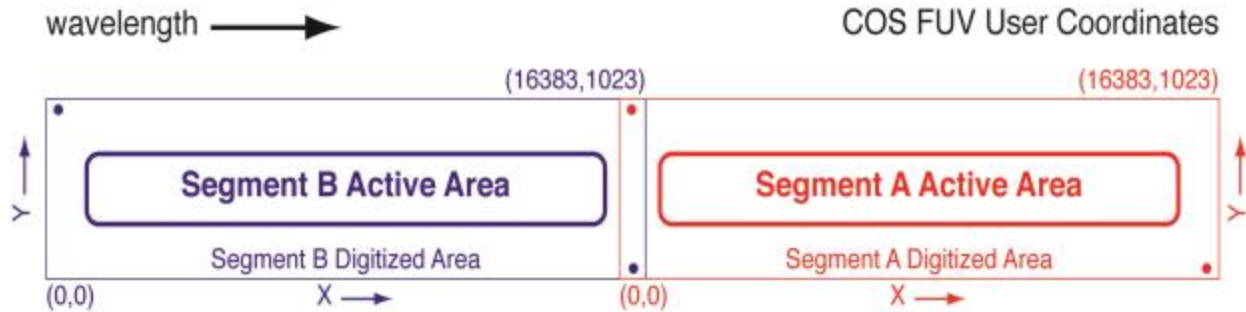 wavelength COS FUV User Coordinates
(16383,1023) (16383,1023)
Segment B Active Area Segment A Active Area
Y Y
Segment B Digitized Area Segment A Digitized Area
(0,0) X (0,0) X